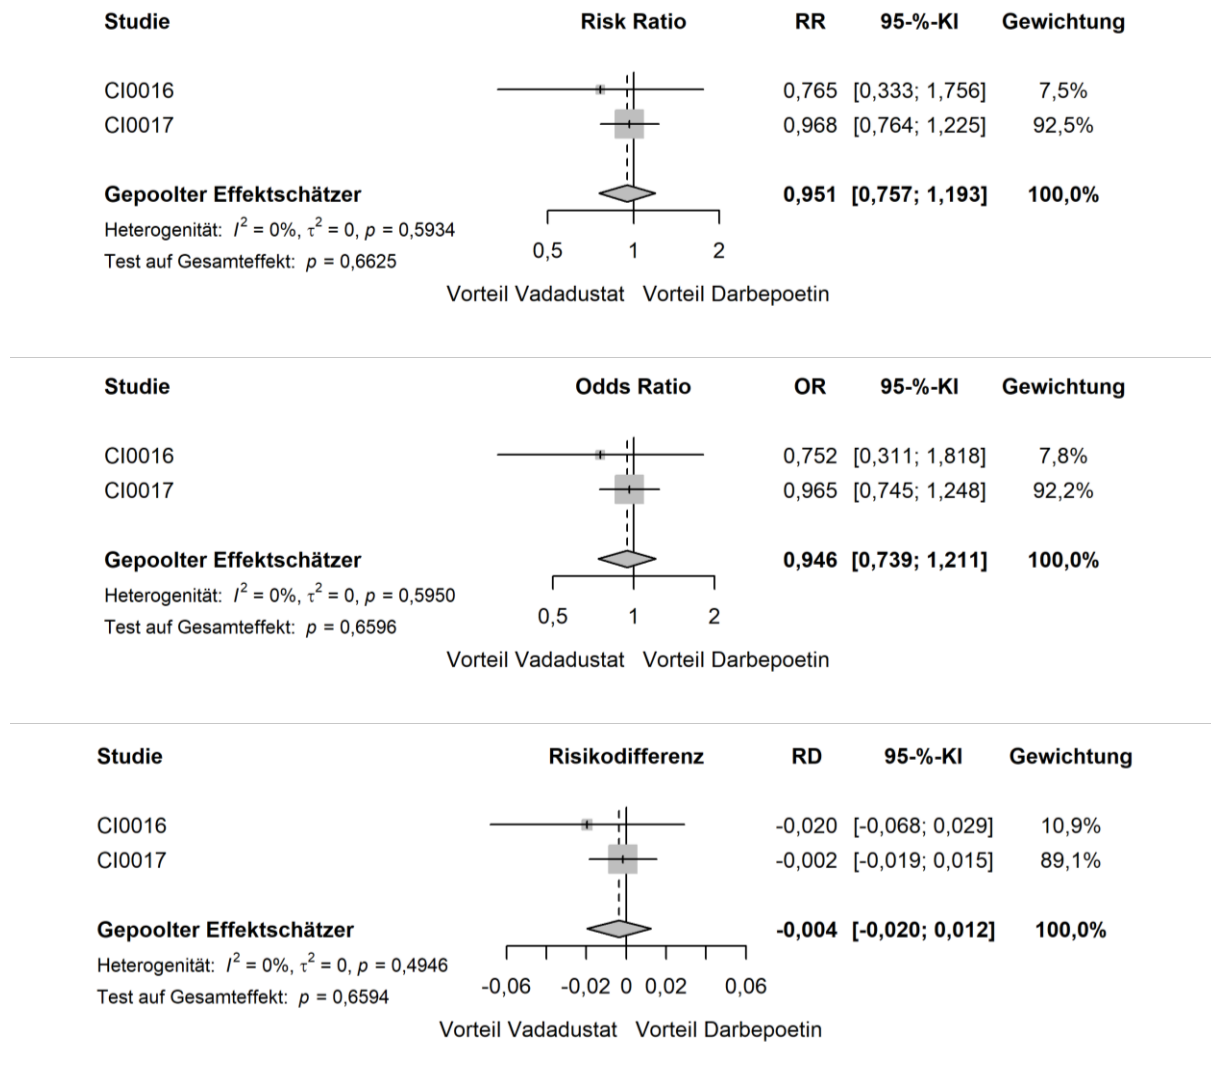 Studie Risk Ratio RR 95-%-KI Gewichtung
CI0016 0,765 [0,333; 1,756] 7,5%
CI0017 0,968 [0,764; 1,225] 92,5%
Gepoolter Effektschätzer 0,951 [0,757; 1,193] 100,0%
Heterogenität: I² = 0%, τ² = 0, p = 0,5934
Test auf Gesamteffekt: p = 0,6625
0,5 1 2
Vorteil Vadadustat Vorteil Darbepoetin
Studie Odds Ratio OR 95-%-KI Gewichtung
CI0016 0,752 [0,311; 1,818] 7,8%
CI0017 0,965 [0,745; 1,248] 92,2%
Gepoolter Effektschätzer 0,946 [0,739; 1,211] 100,0%
Heterogenität: I² = 0%, τ² = 0, p = 0,5950
Test auf Gesamteffekt: p = 0,6596
0,5 1 2
Vorteil Vadadustat Vorteil Darbepoetin
Studie Risikodifferenz RD 95-%-KI Gewichtung
CI0016 -0,020 [-0,068; 0,029] 10,9%
CI0017 -0,002 [-0,019; 0,015] 89,1%
Gepoolter Effektschätzer -0,004 [-0,020; 0,012] 100,0%
Heterogenität: I² = 0%, τ² = 0, p = 0,4946
Test auf Gesamteffekt: p = 0,6594
-0,06 -0,02 0 0,02 0,06
Vorteil Vadadustat Vorteil Darbepoetin